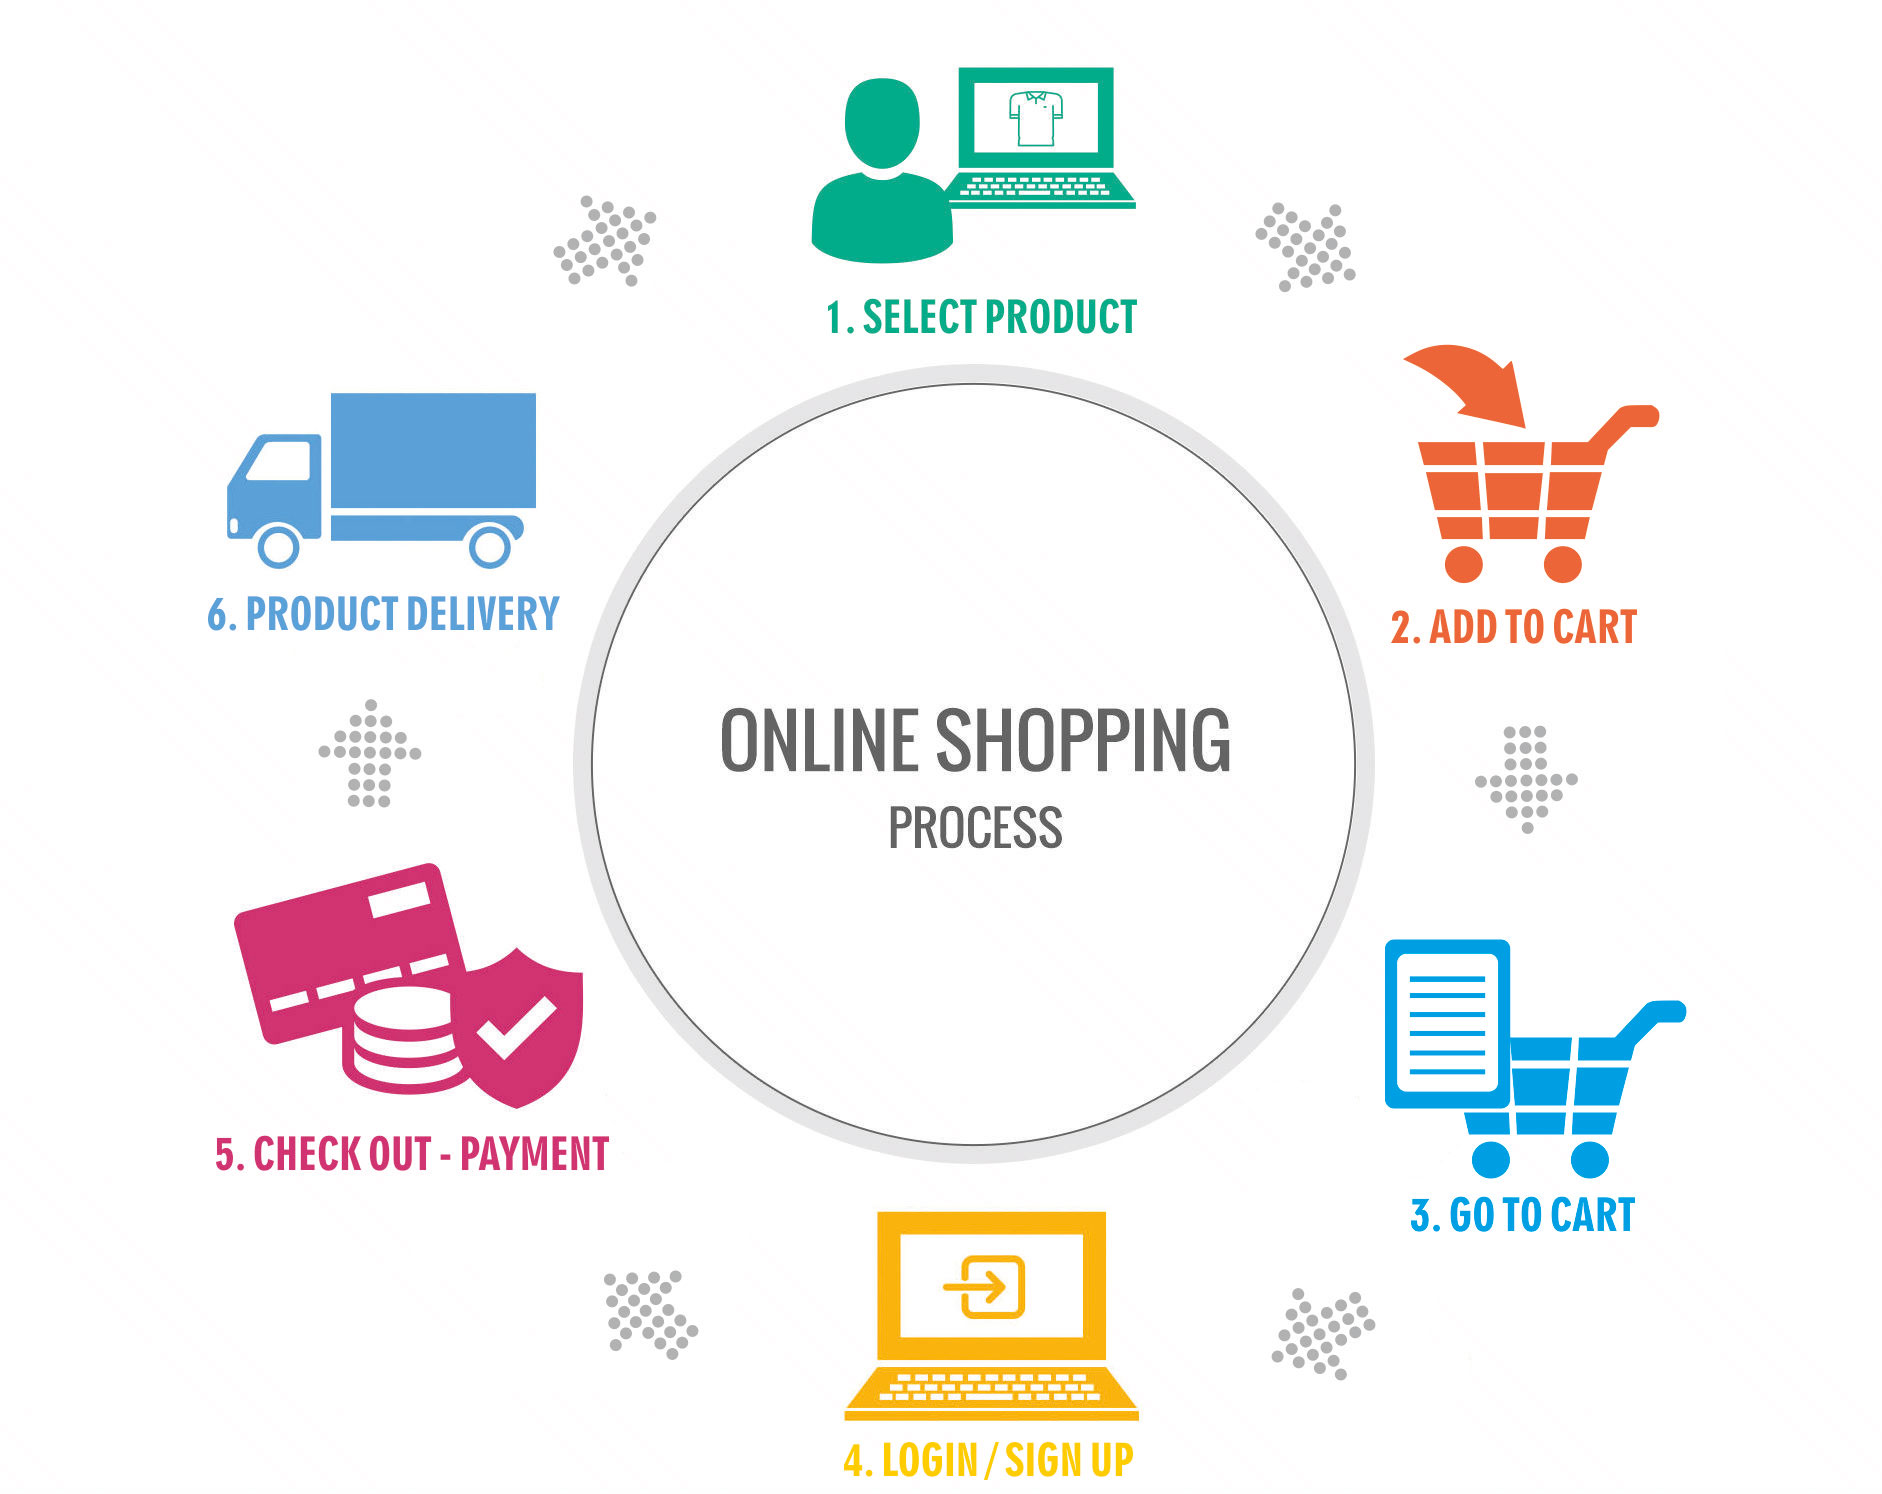 1. SELECT PRODUCT
2. ADD TO CART
3. GO TO CART
4. LOGIN / SIGN UP
5. CHECK OUT - PAYMENT
6. PRODUCT DELIVERY
ONLINE SHOPPING
PROCESS